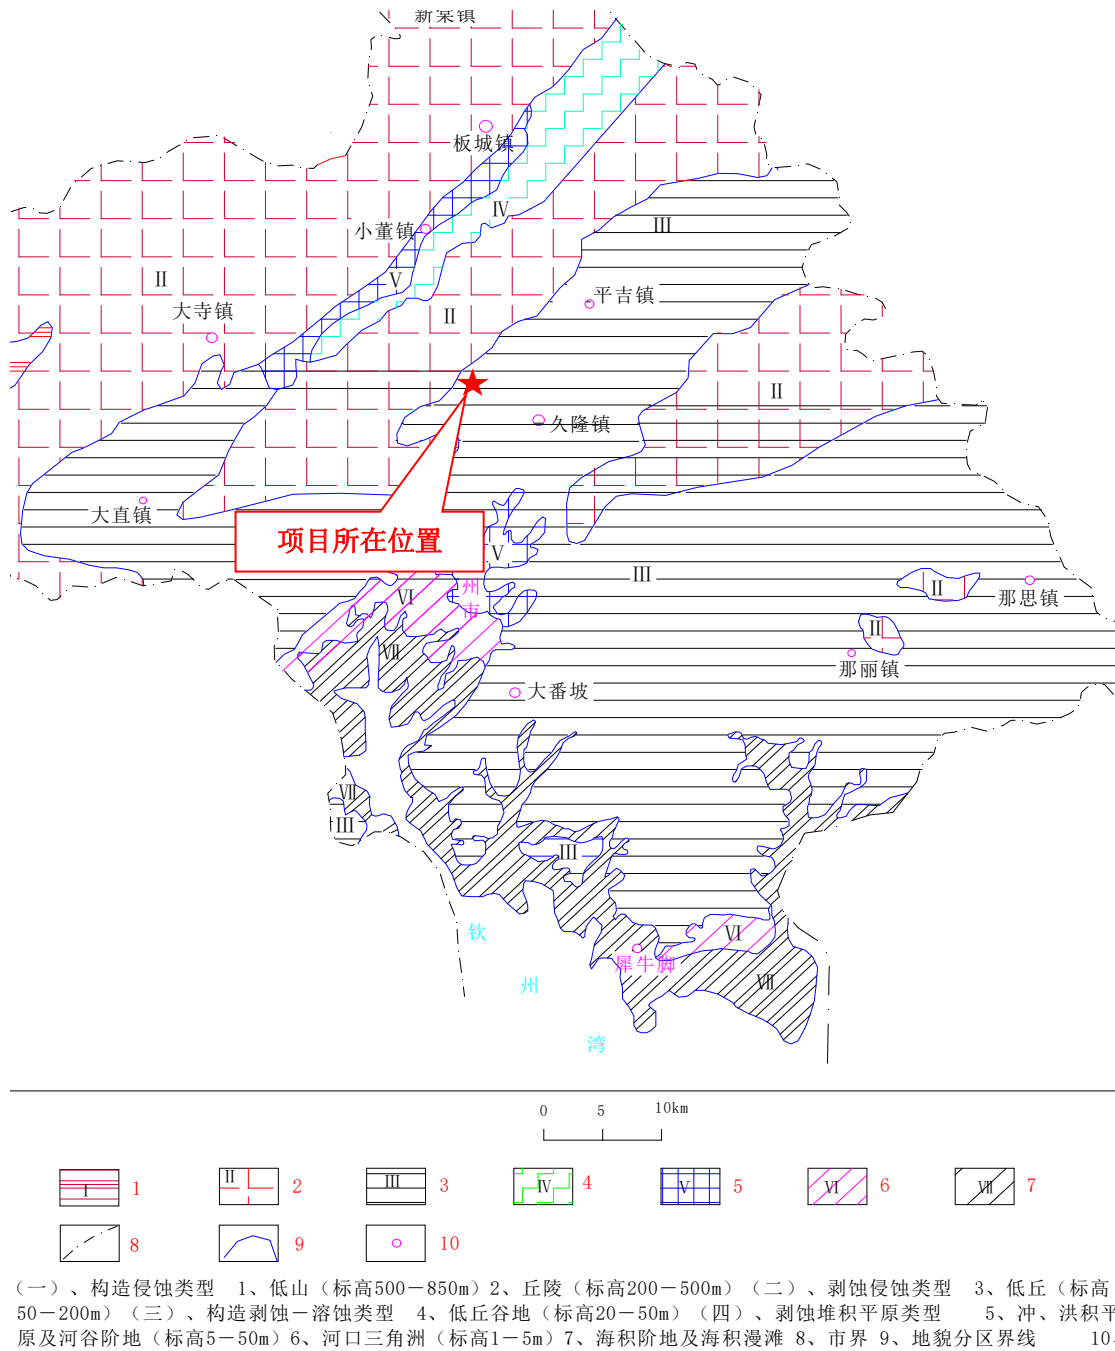 新棠镇
板城镇
Ⅳ
小董镇
Ⅲ
Ⅴ
Ⅱ
大寺镇
平吉镇
Ⅱ
Ⅱ
久隆镇
大直镇
项目所在位置
Ⅴ
Ⅲ
州
市
Ⅵ
Ⅱ
那思镇
Ⅱ
Ⅶ
那丽镇
大番坡
Ⅶ
Ⅲ
Ⅲ
钦
Ⅵ
犀牛脚
Ⅶ
州
湾
0 5 10km
Ⅰ 1 Ⅱ 2 Ⅲ 3 Ⅳ 4 Ⅴ 5 Ⅵ 6 Ⅶ 7
8 9 10
（一）、构造侵蚀类型 1、低山（标高500－850m）2、丘陵（标高200－500m）（二）、剥蚀侵蚀类型 3、低丘（标高
50－200m）（三）、构造剥蚀－溶蚀类型 4、低丘谷地（标高20－50m）（四）、剥蚀堆积平原类型 5、冲、洪积平
原及河谷阶地（标高5－50m）6、河口三角洲（标高1－5m）7、海积阶地及海积漫滩 8、市界 9、地貌分区界线 10